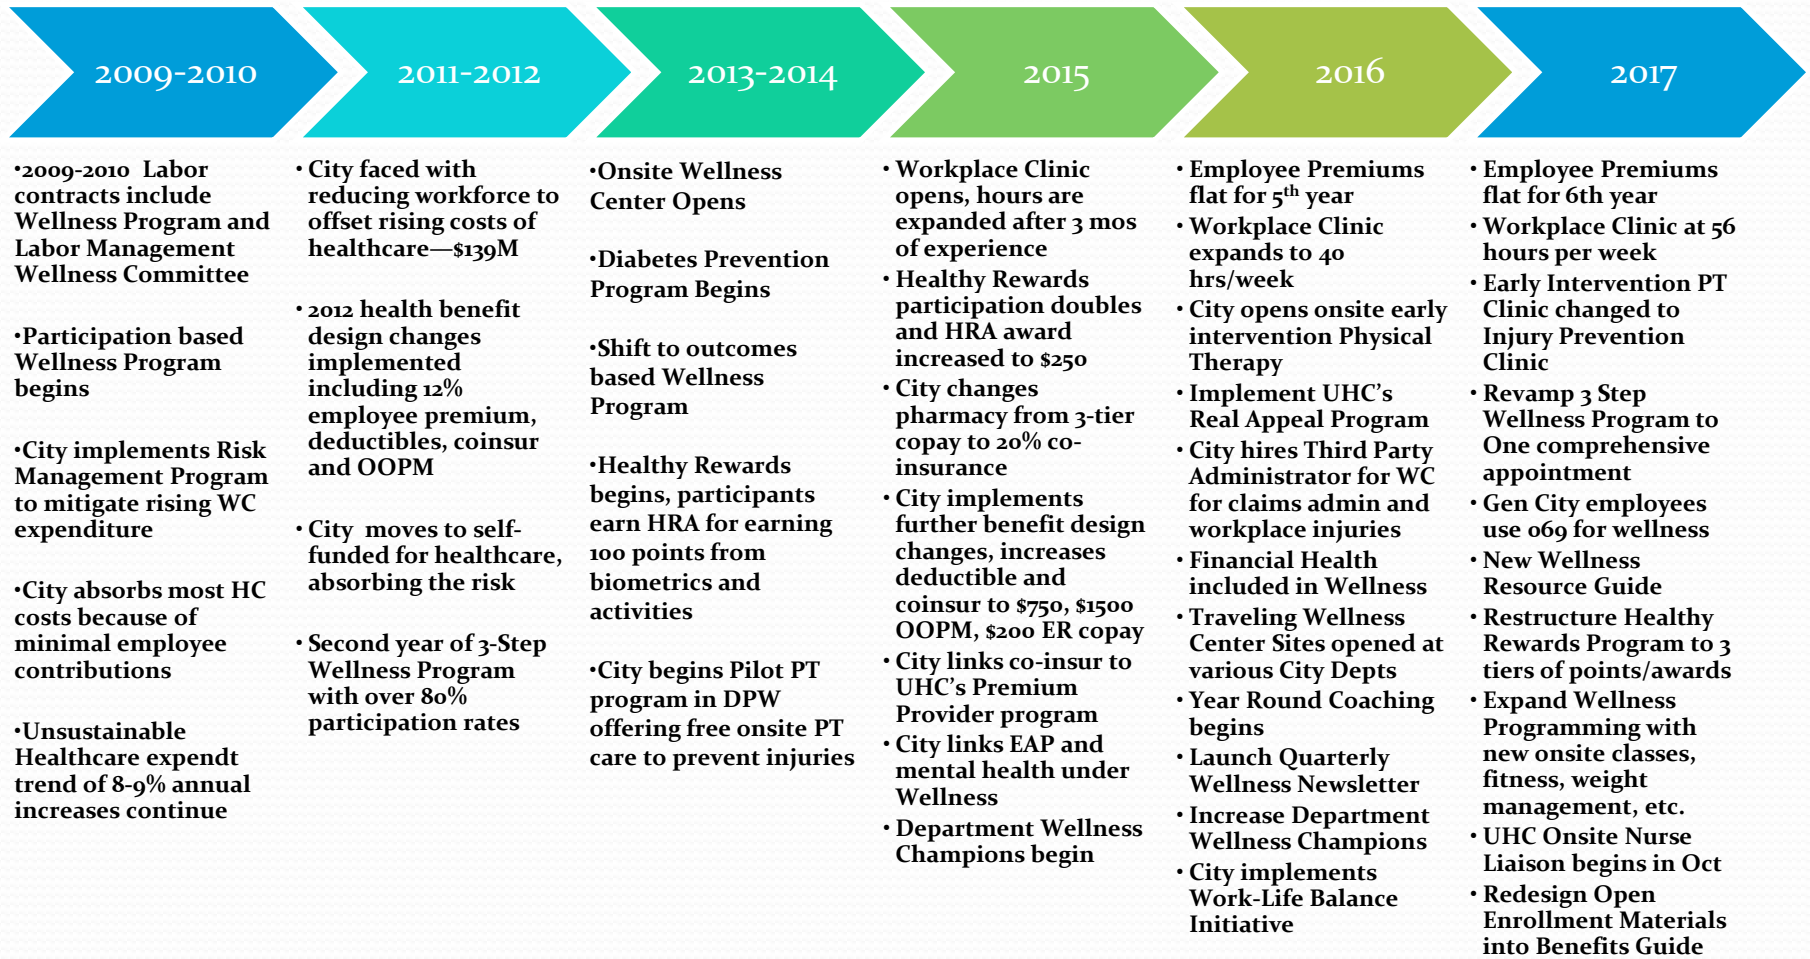 2009-2010
2011-2012
2013-2014
2015
2016
2017
•2009-2010 Labor
contracts include
Wellness Program and
Labor Management
Wellness Committee
•Participation based
Wellness Program
begins
•City implements Risk
Management Program
to mitigate rising WC
expenditure
•City absorbs most HC
costs because of
minimal employee
contributions
•Unsustainable
Healthcare expendt
trend of 8-9% annual
increases continue
• City faced with
reducing workforce to
offset rising costs of
healthcare—$139M
• 2012 health benefit
design changes
implemented
including 12%
employee premium,
deductibles, coinsur
and OOPM
• City moves to self-
funded for healthcare,
absorbing the risk
• Second year of 3-Step
Wellness Program
with over 80%
participation rates
•Onsite Wellness
Center Opens
•Diabetes Prevention
Program Begins
•Shift to outcomes
based Wellness
Program
•Healthy Rewards
begins, participants
earn HRA for earning
100 points from
biometrics and
activities
•City begins Pilot PT
program in DPW
offering free onsite PT
care to prevent injuries
• Workplace Clinic
opens, hours are
expanded after 3 mos
of experience
• Healthy Rewards
participation doubles
and HRA award
increased to $250
• City changes
pharmacy from 3-tier
copay to 20% co-
insurance
• City implements
further benefit design
changes, increases
deductible and
coinsur to $750, $1500
OOPM, $200 ER copay
• City links co-insur to
UHC's Premium
Provider program
• City links EAP and
mental health under
Wellness
• Department Wellness
Champions begin
• Employee Premiums
flat for 5th year
• Workplace Clinic
expands to 40
hrs/week
• City opens onsite early
intervention Physical
Therapy
• Implement UHC's
Real Appeal Program
• City hires Third Party
Administrator for WC
for claims admin and
workplace injuries
• Financial Health
included in Wellness
• Traveling Wellness
Center Sites opened at
various City Depts
• Year Round Coaching
begins
• Launch Quarterly
Wellness Newsletter
• Increase Department
Wellness Champions
• City implements
Work-Life Balance
Initiative
• Employee Premiums
flat for 6th year
• Workplace Clinic at 56
hours per week
• Early Intervention PT
Clinic changed to
Injury Prevention
Clinic
• Revamp 3 Step
Wellness Program to
One comprehensive
appointment
• Gen City employees
use 069 for wellness
• New Wellness
Resource Guide
• Restructure Healthy
Rewards Program to 3
tiers of points/awards
• Expand Wellness
Programming with
new onsite classes,
fitness, weight
management, etc.
• UHC Onsite Nurse
Liaison begins in Oct
• Redesign Open
Enrollment Materials
into Benefits Guide